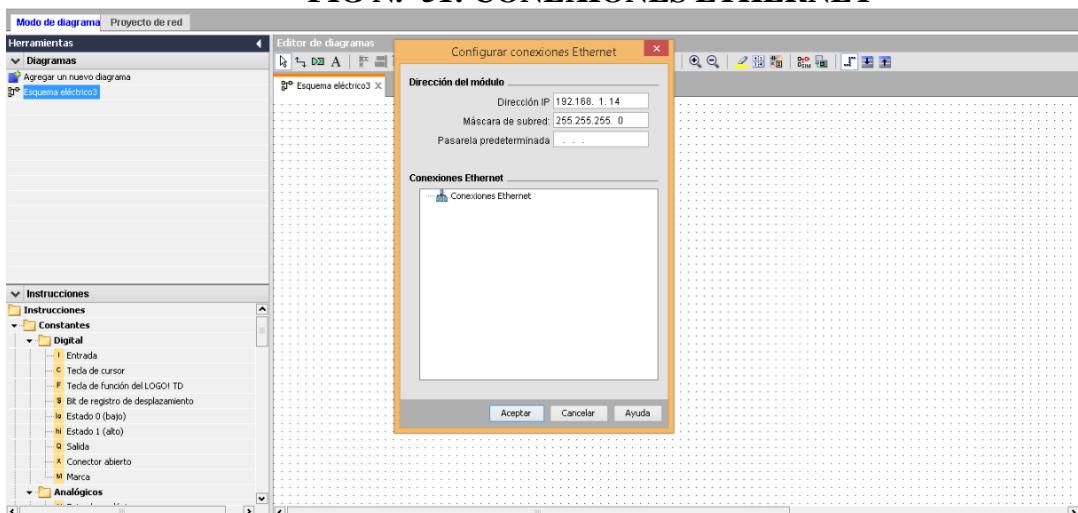 FIG N.º 51: CONEXIONES ETHERNET
Modo de diagrama Proyecto de red
Herramientas
Diagramas
Agregar un nuevo diagrama
Esquema eléctrico3
Editor de diagramas
Esquema eléctrico3
Configurar conexiones Ethernet
Dirección del módulo
Dirección IP 192.168. 1. 14
Máscara de subred: 255.255.255. 0
Pasarela predeterminada . . .
Conexiones Ethernet
Conexiones Ethernet
Aceptar Cancelar Ayuda
Instrucciones
Instrucciones
Constantes
Digital
I Entrada
C Tecla de cursor
F Tecla de función del LOGO! TD
S Bit de registro de desplazamiento
lo Estado 0 (bajo)
hi Estado 1 (alto)
Q Salida
X Conector abierto
M Marca
Analógicos